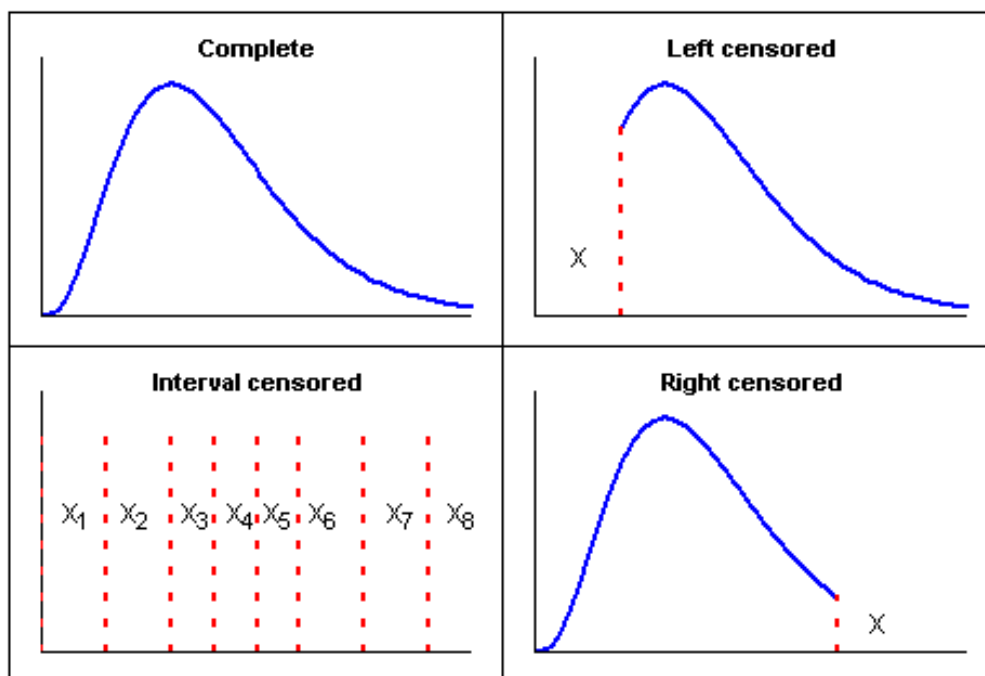 Complete
Left censored
X
Interval censored
X₁ X₂ X₃ X₄ X₅ X₆ X₇ X₈
Right censored
X